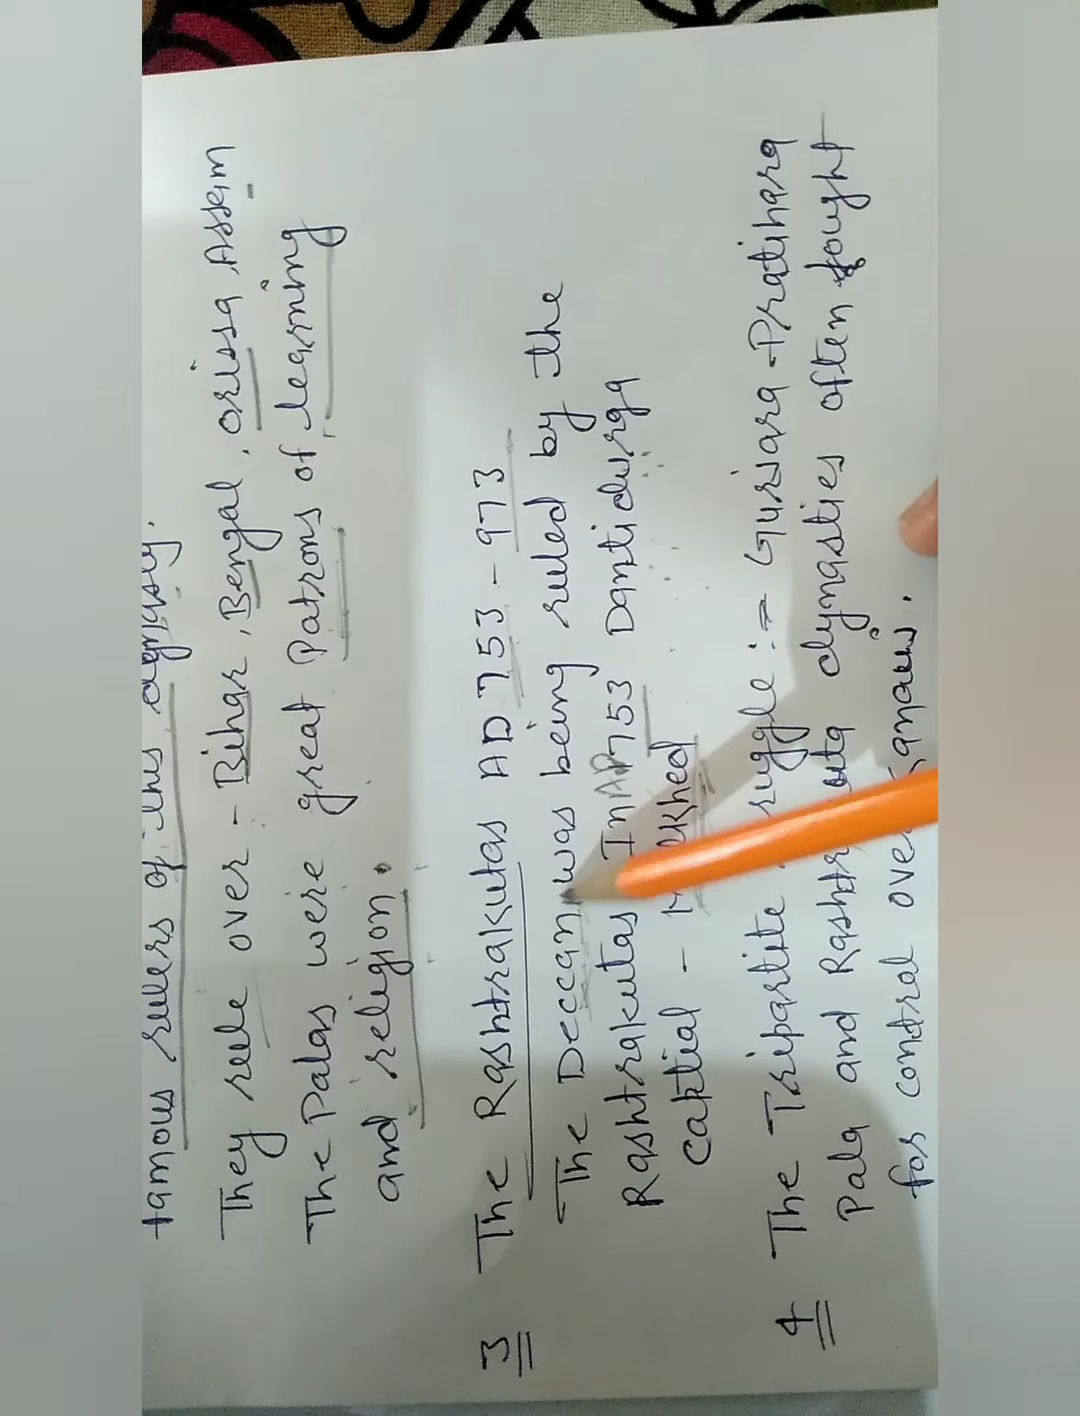 famous rulers of this dynasty.
They rule over - Bihar, Bengal, orissa, Assam
The Palas were great Patrons of learning
and religion.
3 The Rashtrakutas AD 753 - 973
The Deccan was being ruled by the
Rashtrakutas In AD 753 Dantidurga
Captial -
4 The Tripartite :- Gurjara - Pratihara
Pala and dynasties often fought
for control